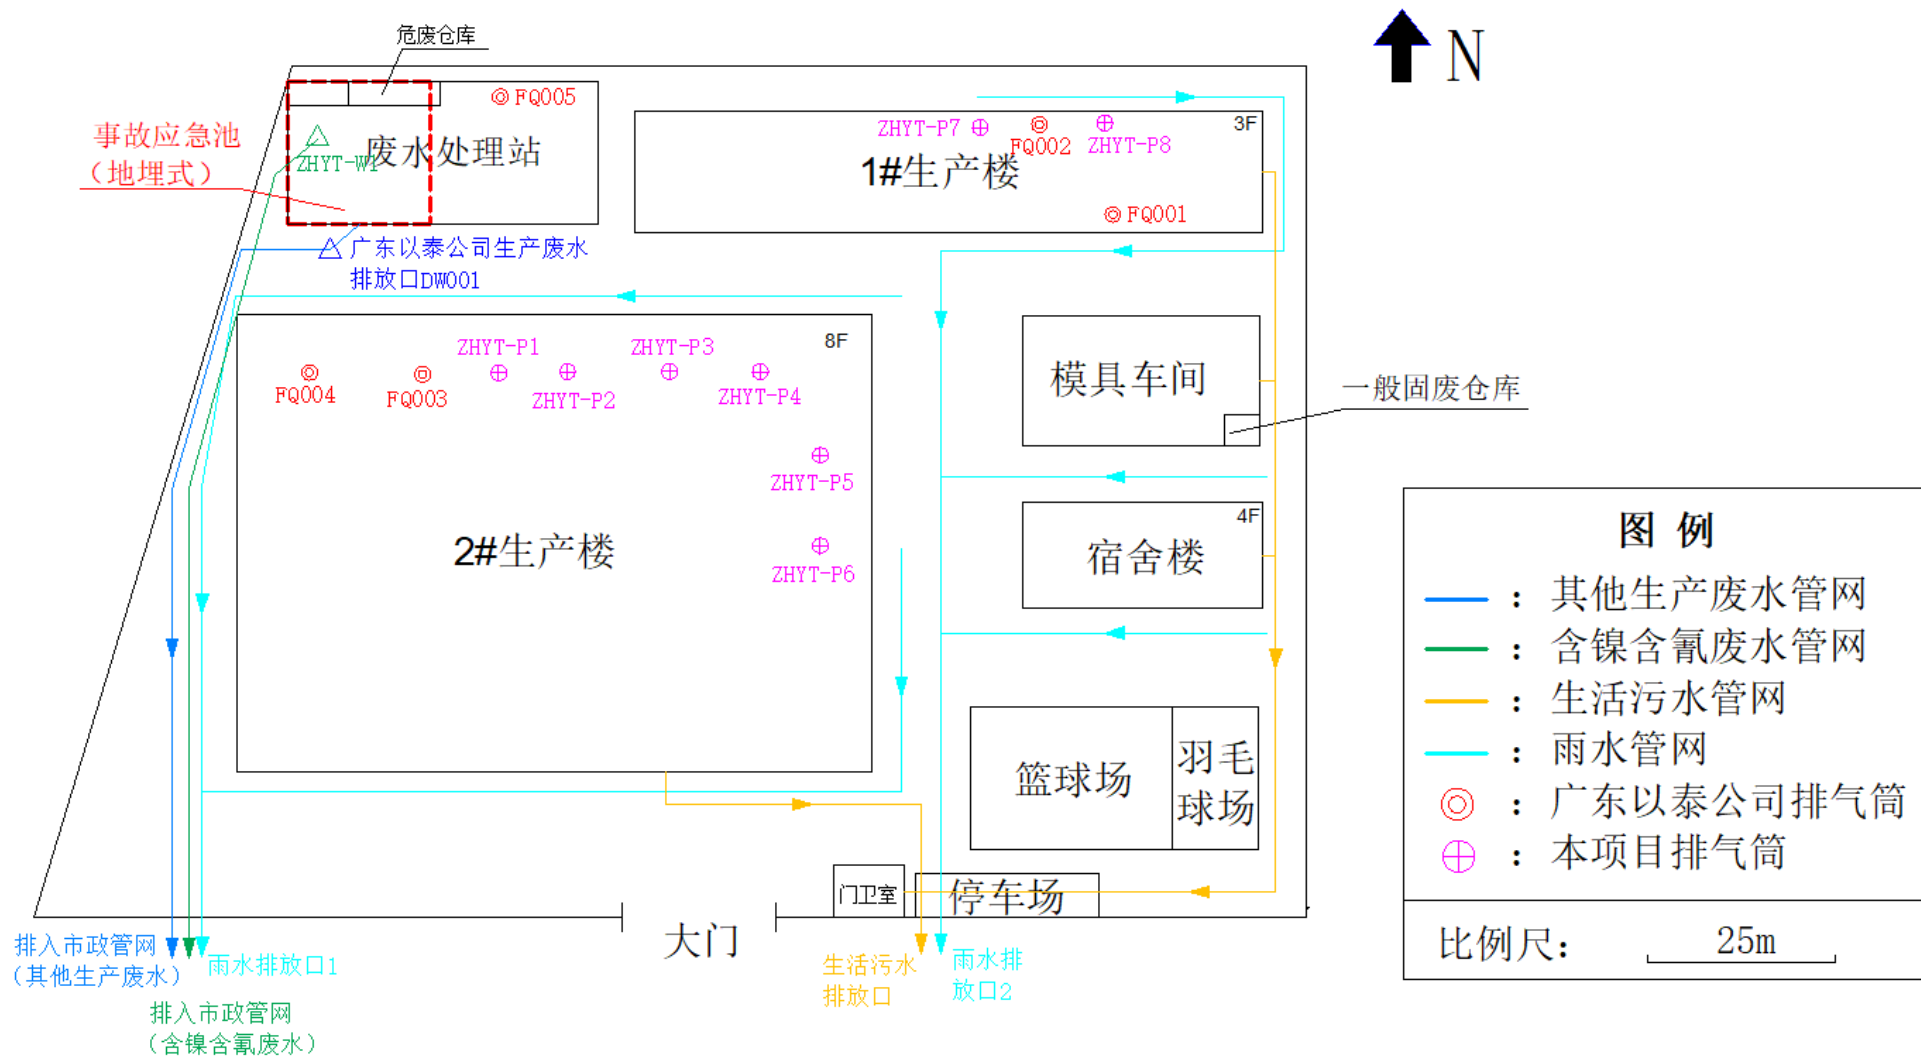 危废仓库
N
FQ005
事故应急池
（地埋式）
ZHYT-W1
废水处理站
ZHYT-P7
FQ002
ZHYT-P8
3F
1#生产楼
FQ001
广东以泰公司生产废水
排放口DW001
8F
ZHYT-P1
ZHYT-P3
FQ004
FQ003
ZHYT-P2
ZHYT-P4
模具车间
一般固废仓库
ZHYT-P5
2#生产楼
ZHYT-P6
4F
宿舍楼
篮球场
羽毛
球场
门卫室
停车场
大门
排入市政管网
（其他生产废水）
雨水排放口1
排入市政管网
（含镍含氰废水）
生活污水
排放口
雨水排
放口2
图 例
：其他生产废水管网
：含镍含氰废水管网
：生活污水管网
：雨水管网
：广东以泰公司排气筒
：本项目排气筒
比例尺： 25m